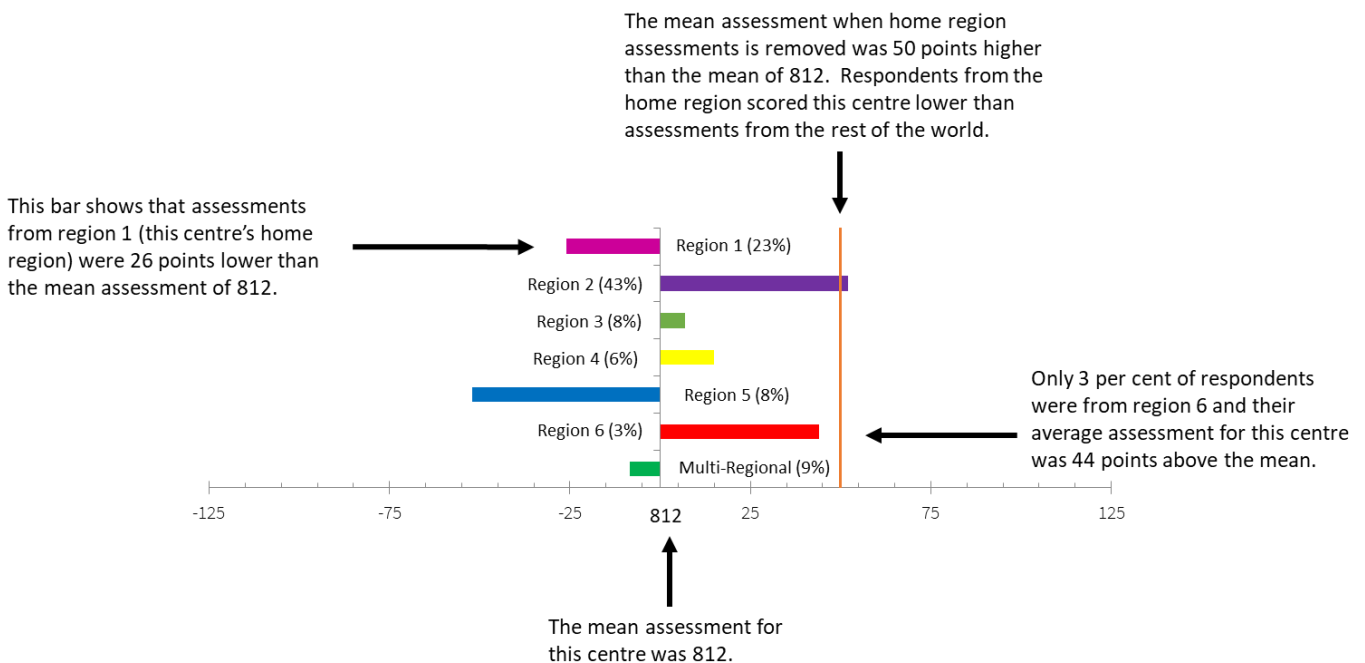 The mean assessment when home region
assessments is removed was 50 points higher
than the mean of 812.  Respondents from the
home region scored this centre lower than
assessments from the rest of the world.
This bar shows that assessments
from region 1 (this centre's home
region) were 26 points lower than
the mean assessment of 812.
Region 1 (23%)
Region 2 (43%)
Region 3 (8%)
Region 4 (6%)
Region 5 (8%)
Region 6 (3%)
Multi-Regional (9%)
Only 3 per cent of respondents
were from region 6 and their
average assessment for this centre
was 44 points above the mean.
-125 -75 -25 812 25 75 125
The mean assessment for
this centre was 812.